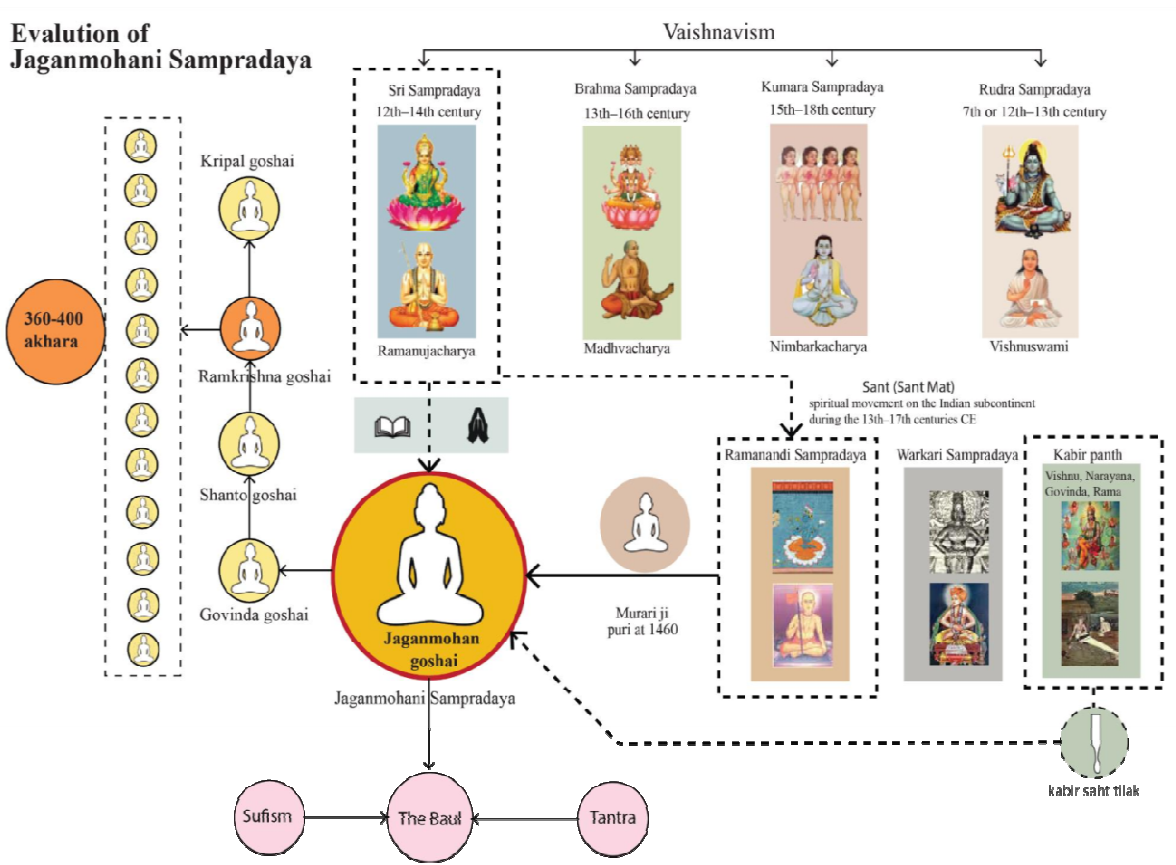 Evalution of
Jaganmohani Sampradaya
Vaishnavism
Sri Sampradaya
12th–14th century
Brahma Sampradaya
13th–16th century
Kumara Sampradaya
15th–18th century
Rudra Sampradaya
7th or 12th–13th century
Ramanujacharya
Madhvacharya
Nimbarkacharya
Vishnuswami
Kripal goshai
360-400
akhara
Ramkrishna goshai
Shanto goshai
Govinda goshai
Sant (Sant Mat)
spiritual movement on the Indian subcontinent
during the 13th–17th centuries CE
Ramanandi Sampradaya
Warkari Sampradaya
Kabir panth
Vishnu, Narayana,
Govinda, Rama
Murari ji
puri at 1460
Jaganmohan
goshai
Jaganmohani Sampradaya
kabir saht tilak
Sufism
The Baul
Tantra